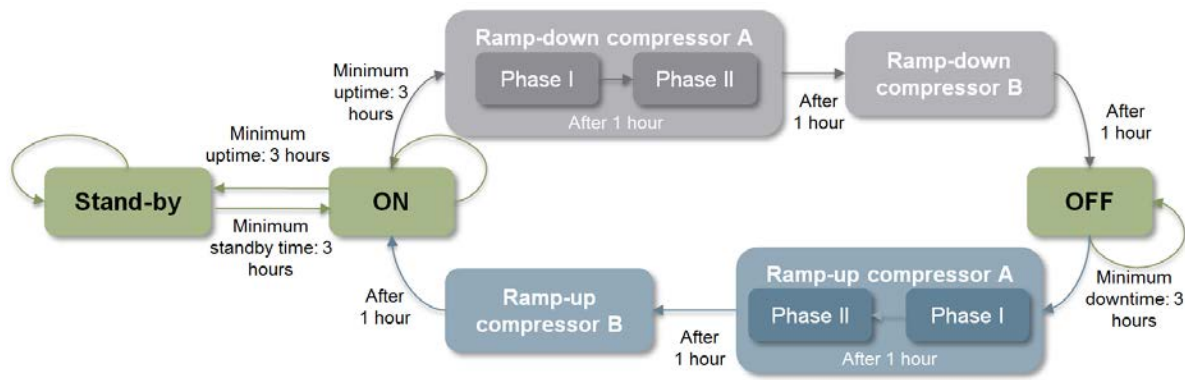 Ramp-down compressor A
Phase I
Phase II
After 1 hour
Minimum
uptime: 3
hours
After
1 hour
Ramp-down
compressor B
After
1 hour
Minimum
uptime: 3 hours
Stand-by
ON
OFF
Minimum
standby time: 3
hours
After
1 hour
Ramp-up
compressor B
After
1 hour
Ramp-up compressor A
Phase II
Phase I
After 1 hour
Minimum
downtime: 3
hours